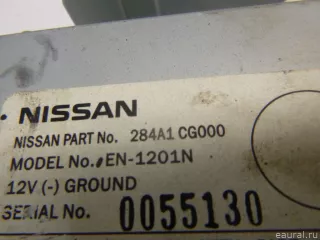 • NISSAN
NISSAN PART No. 284A1 CG000
MODEL No. EN-1201N
12V (-) GROUND
SERIAL No. 0055130
© eaural.ru